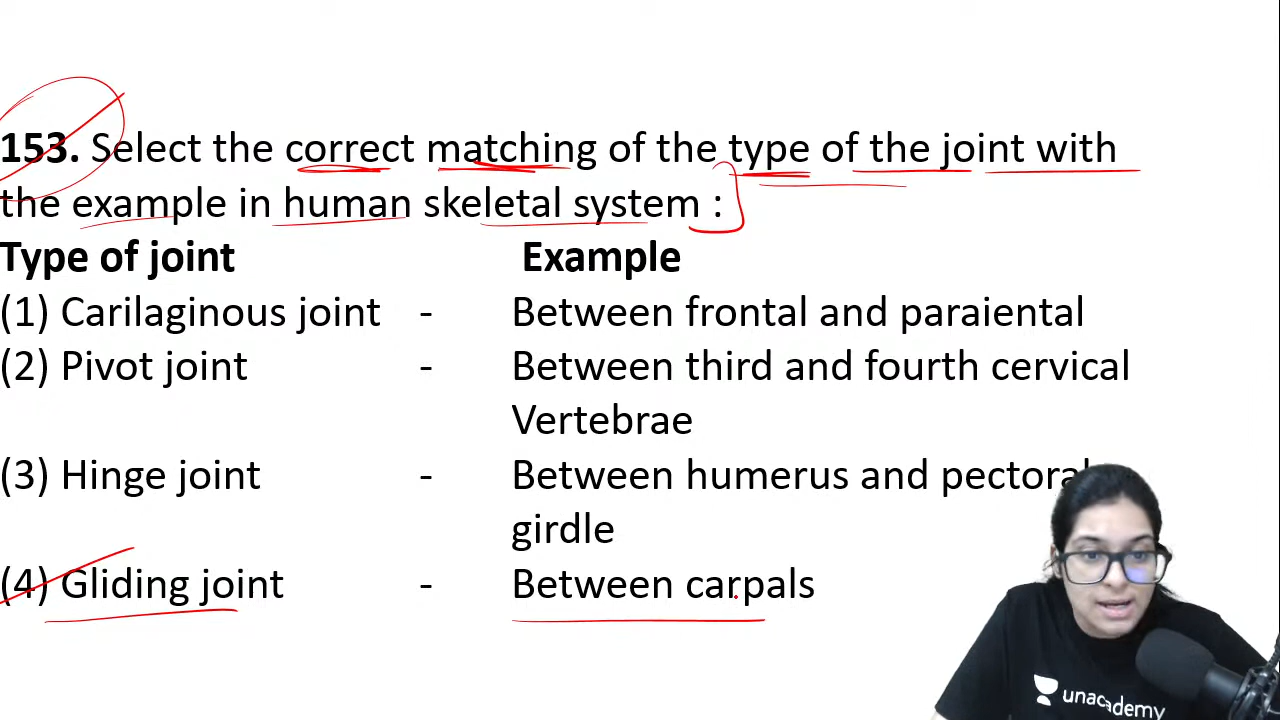 153. Select the correct matching of the type of the joint with
the example in human skeletal system :
Type of joint Example
(1) Carilaginous joint - Between frontal and paraiental
(2) Pivot joint - Between third and fourth cervical
Vertebrae
(3) Hinge joint - Between humerus and pectoral
girdle
(4) Gliding joint - Between carpals
unacademy